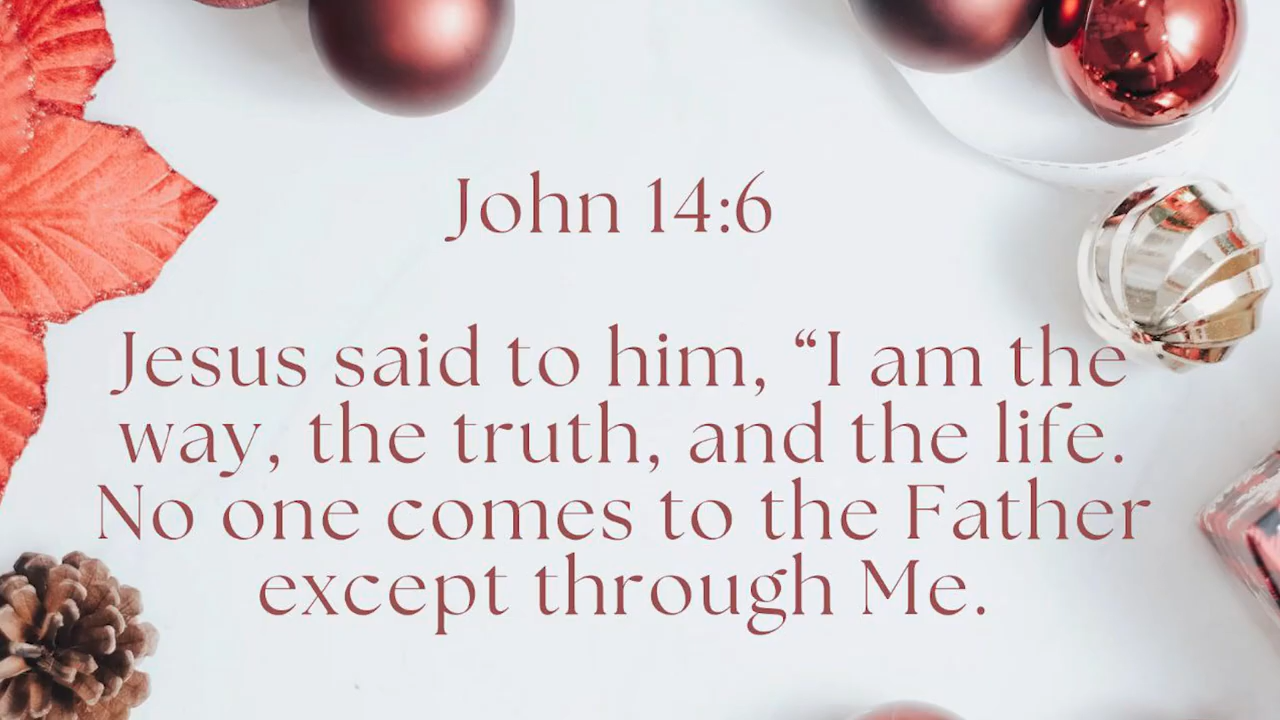 John 14:6
Jesus said to him, “I am the
way, the truth, and the life.
No one comes to the Father
except through Me.